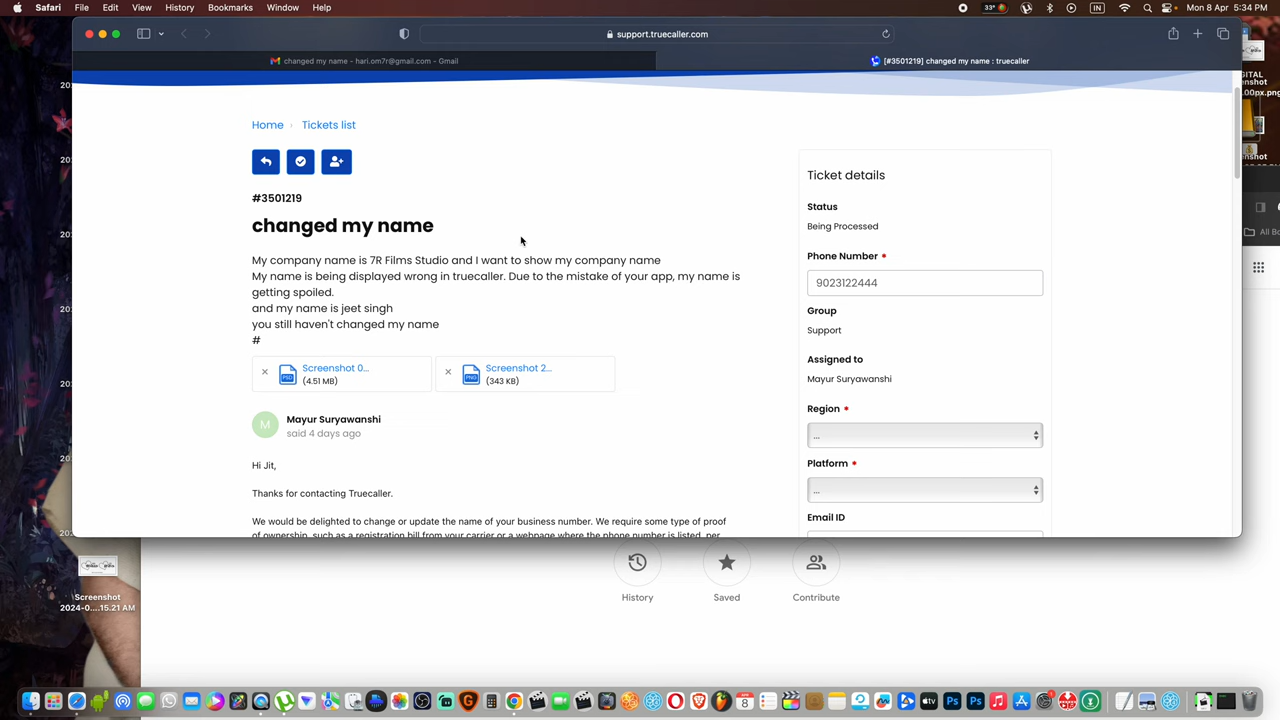 Safari File Edit View History Bookmarks Window Help
33° IN Mon 8 Apr 5:34 PM
support.truecaller.com
changed my name - hari.om7r@gmail.com - Gmail
[#3501219] changed my name : truecaller
Home › Tickets list
#3501219
changed my name
My company name is 7R Films Studio and I want to show my company name
My name is being displayed wrong in truecaller. Due to the mistake of your app, my name is
getting spoiled.
and my name is jeet singh
you still haven't changed my name
#
Screenshot 0...
(4.51 MB)
Screenshot 2...
(343 KB)
M
Mayur Suryawanshi
said 4 days ago
Hi Jit,
Thanks for contacting Truecaller.
We would be delighted to change or update the name of your business number. We require some type of proof
of ownership, such as a registration bill from your carrier or a webpage where the phone number is listed, per
Ticket details
Status
Being Processed
Phone Number *
9023122444
Group
Support
Assigned to
Mayur Suryawanshi
Region *
...
Platform *
...
Email ID
History
Saved
Contribute
Screenshot
2024-0....15.21 AM
All B